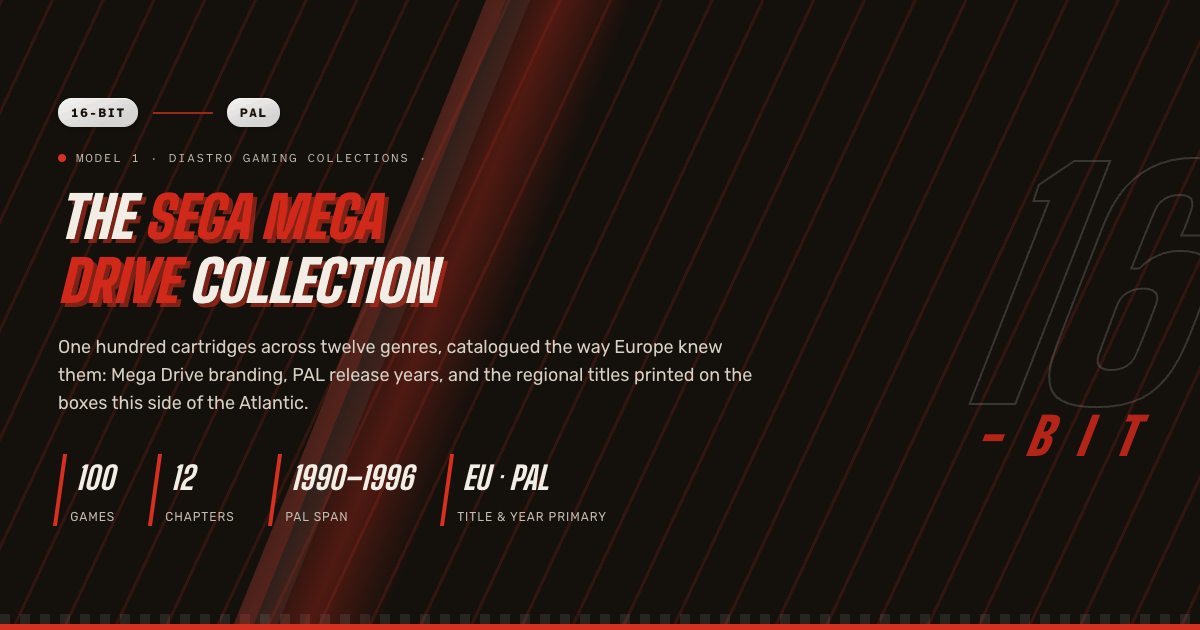 16-BIT PAL
MODEL 1 · DIASTRO GAMING COLLECTIONS ·
THE SEGA MEGA
DRIVE COLLECTION
One hundred cartridges across twelve genres, catalogued the way Europe knew
them: Mega Drive branding, PAL release years, and the regional titles printed on the
boxes this side of the Atlantic.
100 12 1990–1996 EU · PAL
GAMES CHAPTERS PAL SPAN TITLE & YEAR PRIMARY
16
-BIT